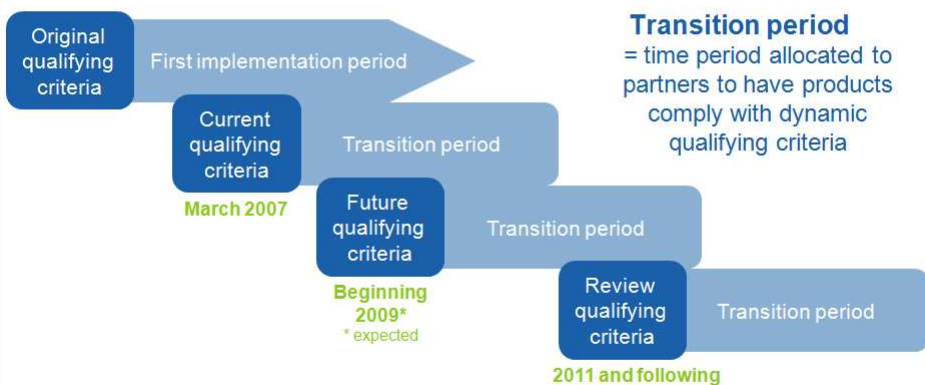 Original
qualifying
criteria
First implementation period
Transition period
= time period allocated to
partners to have products
comply with dynamic
qualifying criteria
Current
qualifying
criteria
Transition period
March 2007
Future
qualifying
criteria
Transition period
Beginning
2009*
* expected
Review
qualifying
criteria
Transition period
2011 and following